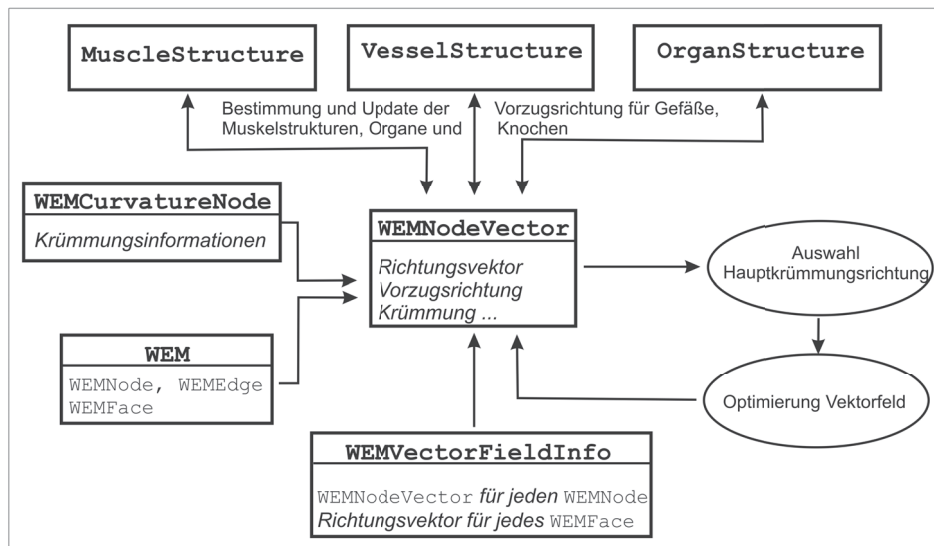 MuscleStructure
VesselStructure
OrganStructure
Bestimmung und Update der
Muskelstrukturen, Organe und
Vorzugsrichtung für Gefäße,
Knochen
WEMCurvatureNode
Krümmungsinformationen
WEMNodeVector
Richtungsvektor
Vorzugsrichtung
Krümmung ...
Auswahl
Hauptkrümmungsrichtung
WEM
WEMNode, WEMEdge
WEMFace
Optimierung Vektorfeld
WEMVectorFieldInfo
WEMNodeVector für jeden WEMNode
Richtungsvektor für jedes WEMFace